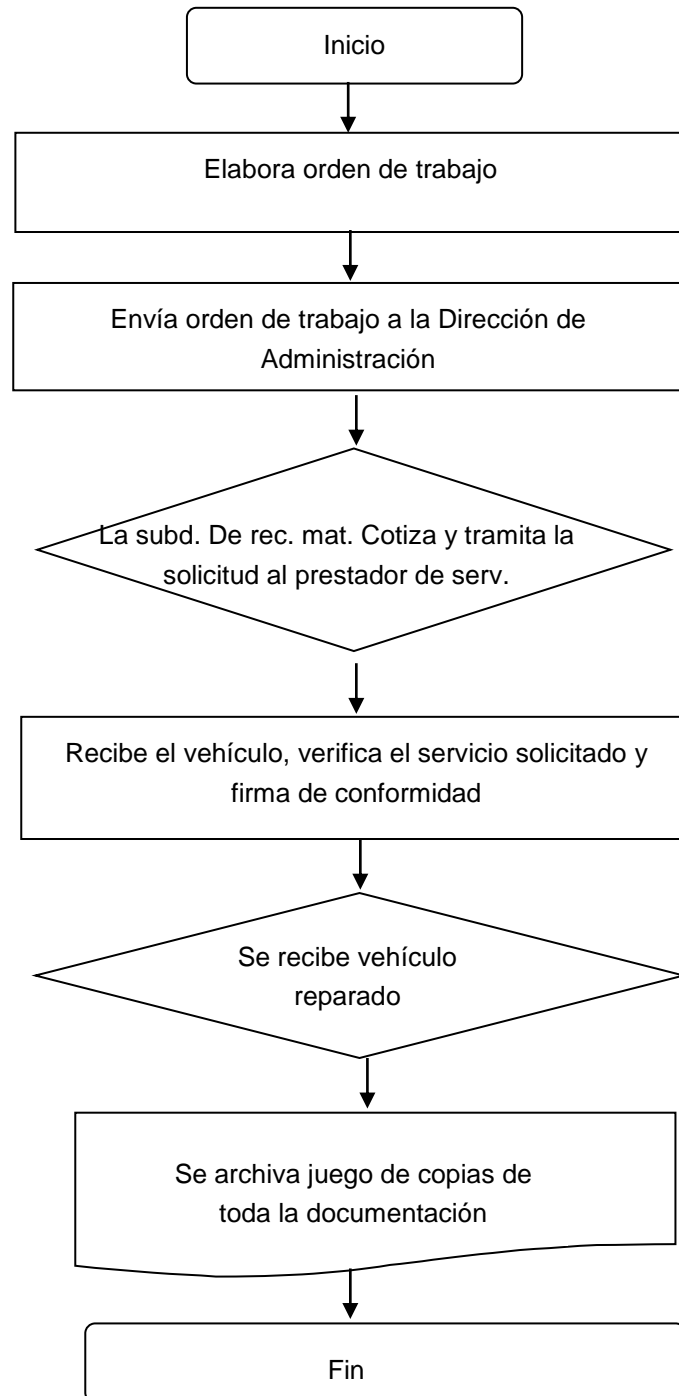 Inicio
Elabora orden de trabajo
Envía orden de trabajo a la Dirección de
Administración
La subd. De rec. mat. Cotiza y tramita la
solicitud al prestador de serv.
Recibe el vehículo, verifica el servicio solicitado y
firma de conformidad
Se recibe vehículo
reparado
Se archiva juego de copias de
toda la documentación
Fin